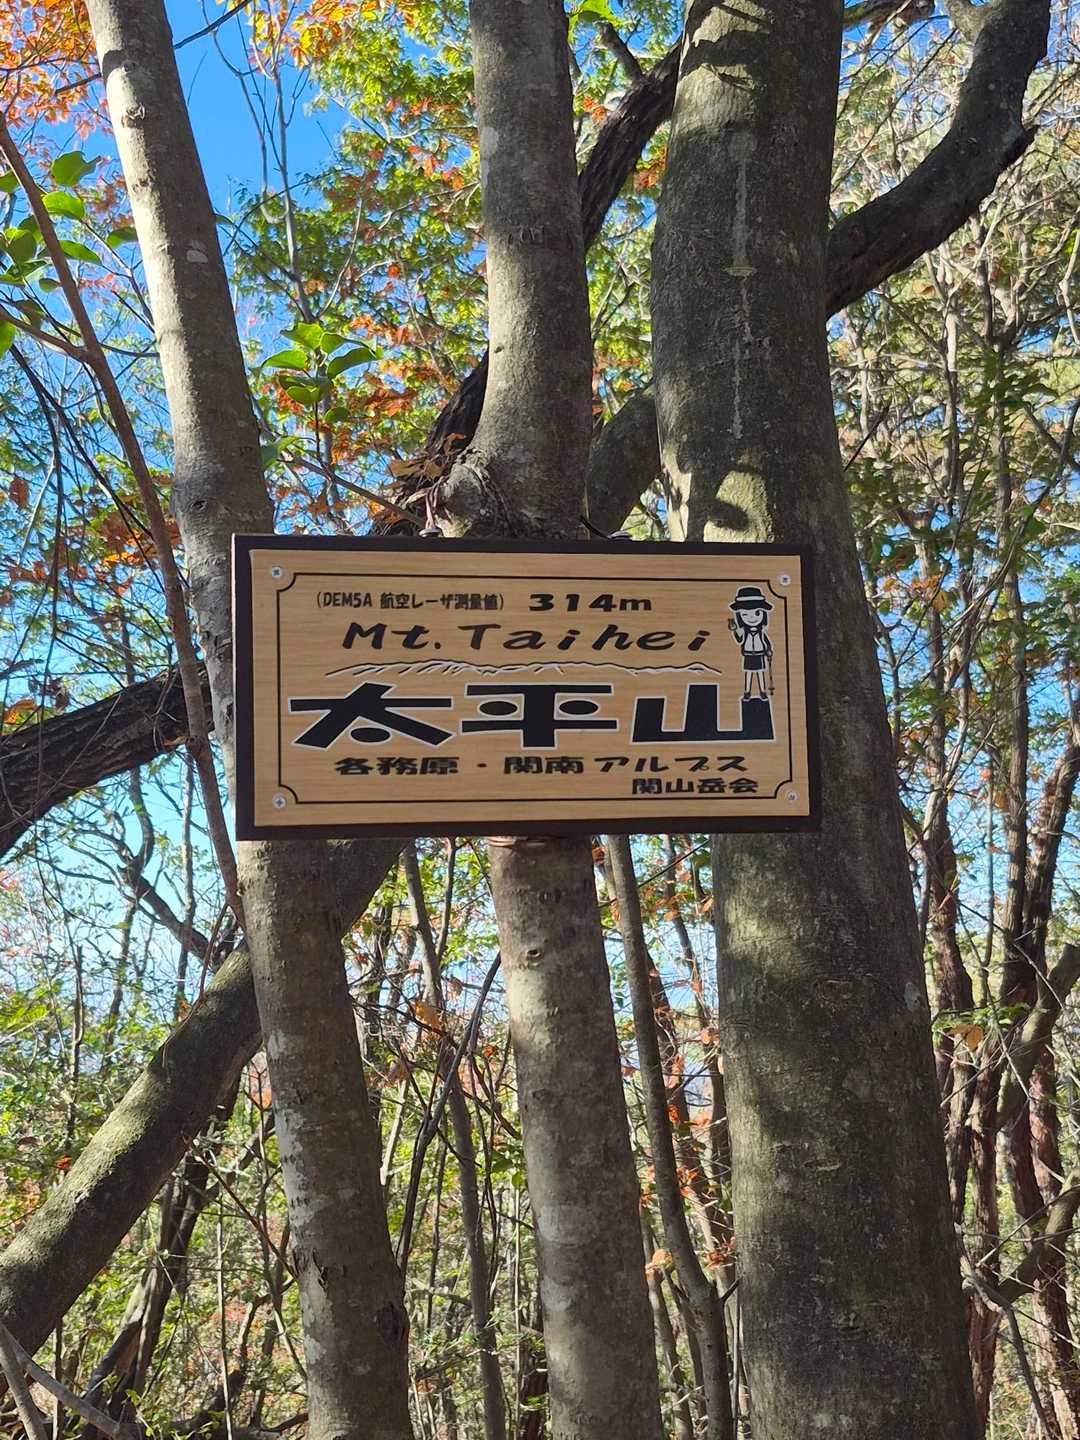 (DEM5A 航空レーザ測量値) 314m
Mt.Taihei
太平山
各務原・関南アルプス
関山岳会